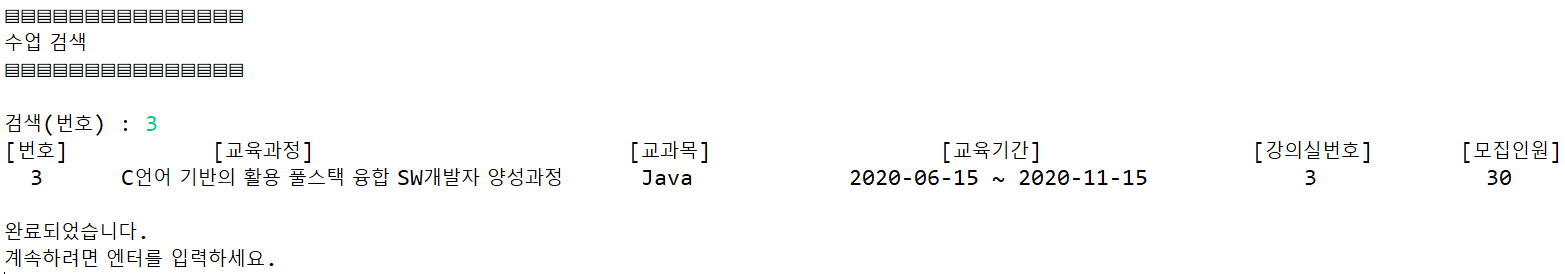 ▤▤▤▤▤▤▤▤▤▤▤▤▤▤▤
수업 검색
▤▤▤▤▤▤▤▤▤▤▤▤▤▤▤
검색(번호) : 3
[번호] [교육과정] [교과목] [교육기간] [강의실번호] [모집인원]
3 C언어 기반의 활용 풀스택 융합 SW개발자 양성과정 Java 2020-06-15 ~ 2020-11-15 3 30
완료되었습니다.
계속하려면 엔터를 입력하세요.